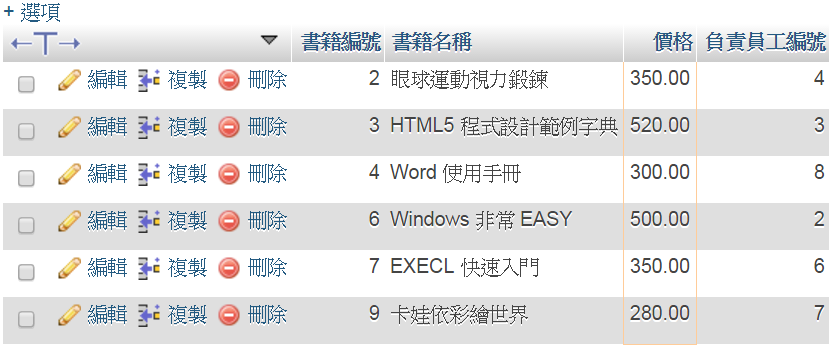 + 選項
←T→ 書籍編號 書籍名稱 價格 負責員工編號
編輯 複製 刪除 2 眼球運動視力鍛鍊 350.00 4
編輯 複製 刪除 3 HTML5 程式設計範例字典 520.00 3
編輯 複製 刪除 4 Word 使用手冊 300.00 8
編輯 複製 刪除 6 Windows 非常 EASY 500.00 2
編輯 複製 刪除 7 EXECL 快速入門 350.00 6
編輯 複製 刪除 9 卡娃依彩繪世界 280.00 7